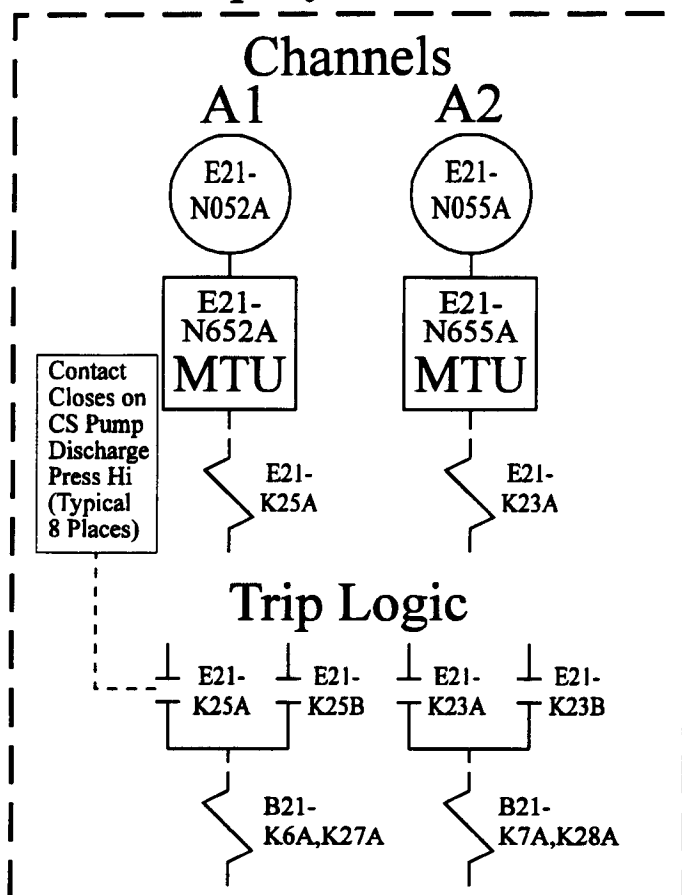 Channels
A1 A2
E21-
N052A
E21-
N055A
E21-
N652A
MTU
E21-
N655A
MTU
Contact
Closes on
CS Pump
Discharge
Press Hi
(Typical
8 Places)
E21-
K25A
E21-
K23A
Trip Logic
E21-
K25A
E21-
K25B
E21-
K23A
E21-
K23B
B21-
K6A,K27A
B21-
K7A,K28A